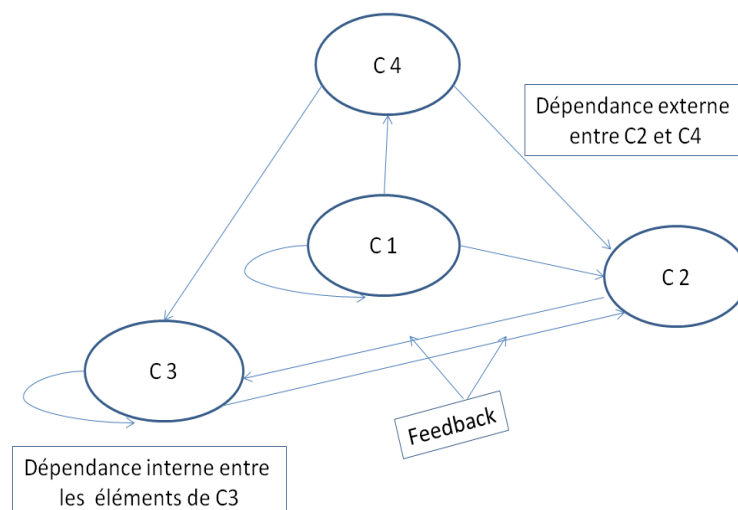 C 4
Dépendance externe
entre C2 et C4
C 1
C 2
C 3
Feedback
Dépendance interne entre
les éléments de C3